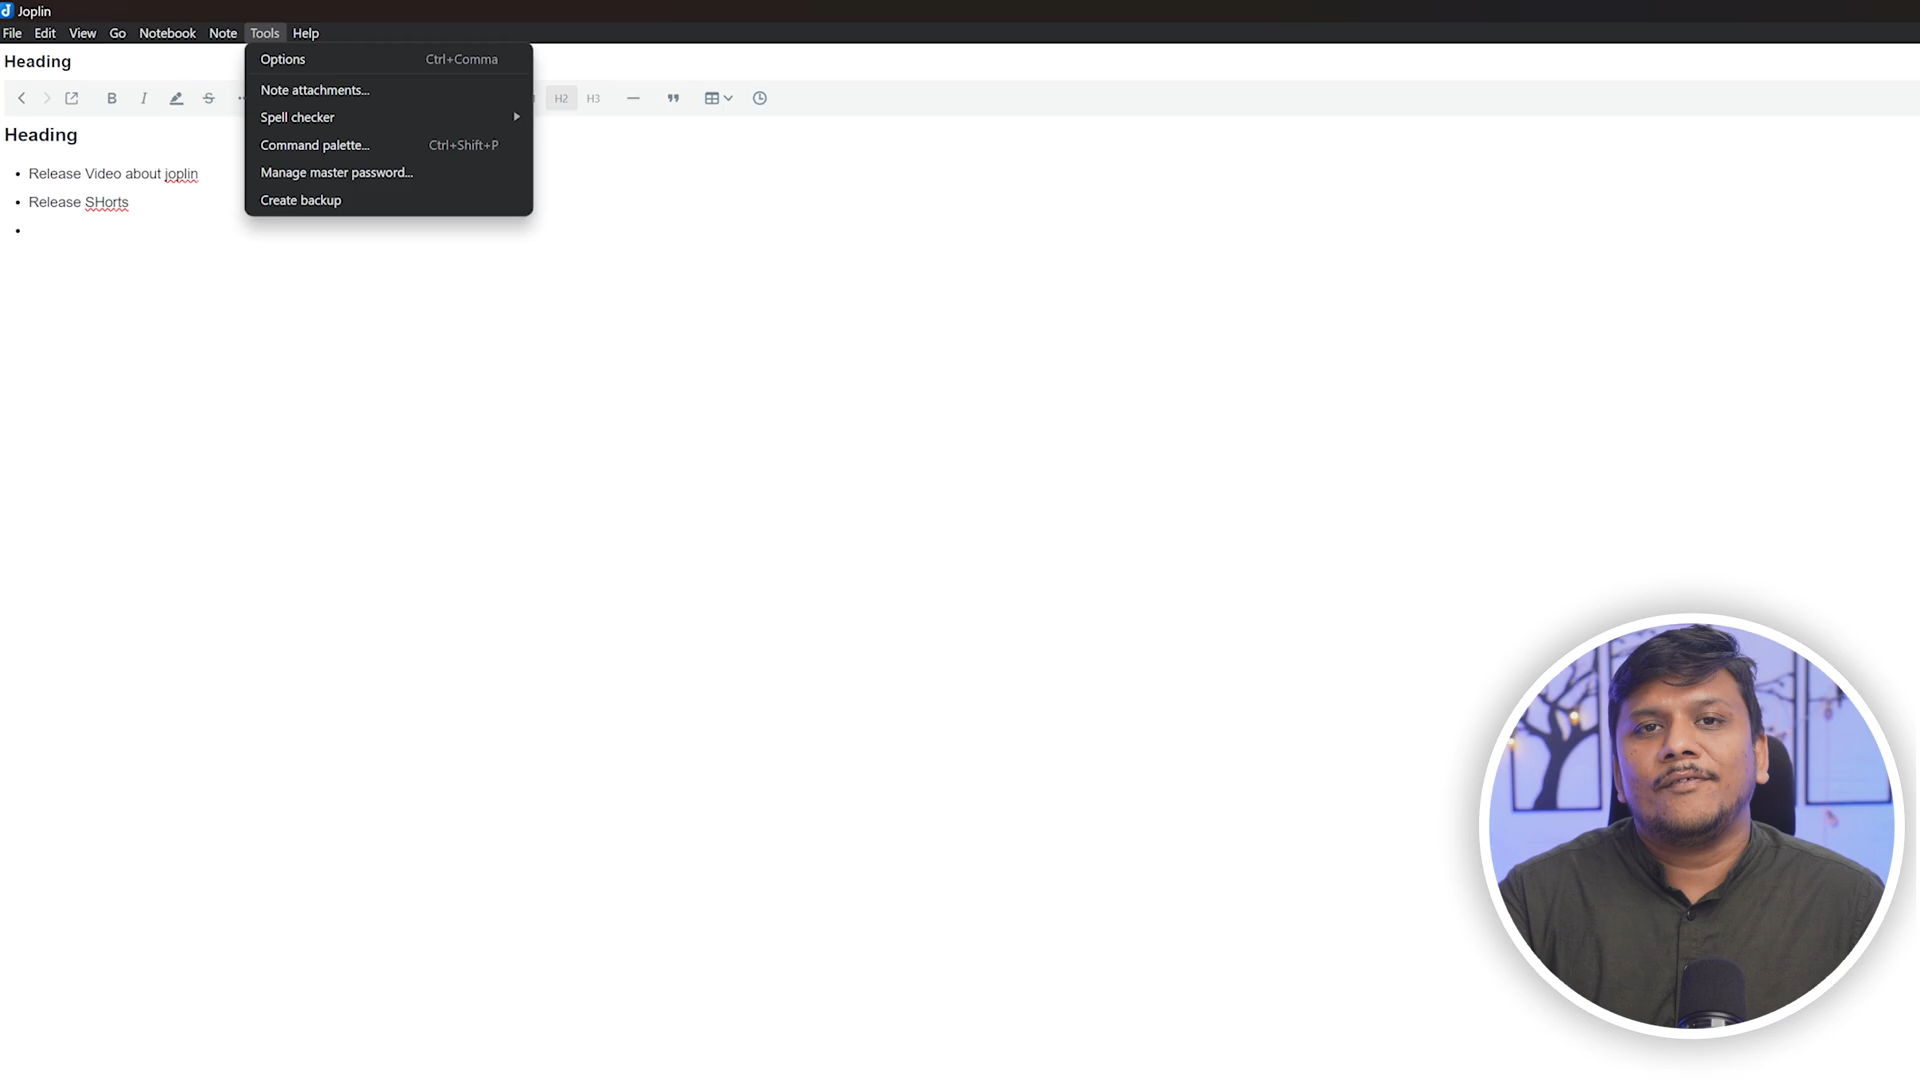 Joplin
File Edit View Go Notebook Note Tools Help
Heading
Options Ctrl+Comma
Note attachments...
B I S H2 H3
Spell checker
Heading
Command palette... Ctrl+Shift+P
Release Video about joplin
Manage master password...
Release SHorts
Create backup